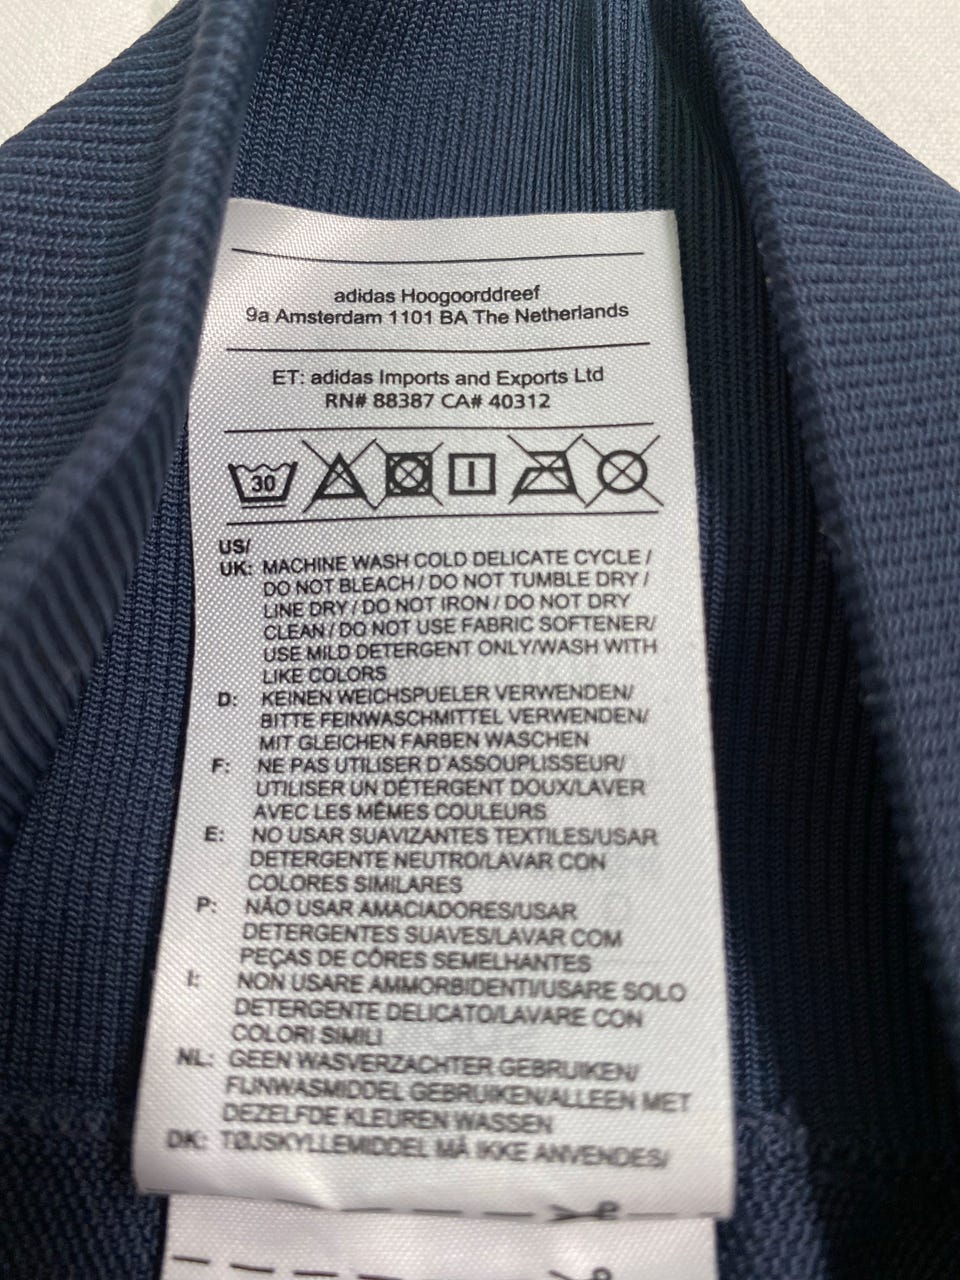 adidas Hoogoorddreef
9a Amsterdam 1101 BA The Netherlands
ET: adidas Imports and Exports Ltd
RN# 88387 CA# 40312
30
US/
UK: MACHINE WASH COLD DELICATE CYCLE /
DO NOT BLEACH / DO NOT TUMBLE DRY /
LINE DRY / DO NOT IRON / DO NOT DRY
CLEAN / DO NOT USE FABRIC SOFTENER/
USE MILD DETERGENT ONLY/WASH WITH
LIKE COLORS
D: KEINEN WEICHSPUELER VERWENDEN/
BITTE FEINWASCHMITTEL VERWENDEN/
MIT GLEICHEN FARBEN WASCHEN
F: NE PAS UTILISER D'ASSOUPLISSEUR/
UTILISER UN DÉTERGENT DOUX/LAVER
AVEC LES MÊMES COULEURS
E: NO USAR SUAVIZANTES TEXTILES/USAR
DETERGENTE NEUTRO/LAVAR CON
COLORES SIMILARES
P: NÃO USAR AMACIADORES/USAR
DETERGENTES SUAVES/LAVAR COM
PEÇAS DE CÔRES SEMELHANTES
I: NON USARE AMMORBIDENTI/USARE SOLO
DETERGENTE DELICATO/LAVARE CON
COLORI SIMILI
NL: GEEN WASVERZACHTER GEBRUIKEN/
FIJNWASMIDDEL GEBRUIKEN/ALLEEN MET
DEZELFDE KLEUREN WASSEN
DK: TØJSKYLLEMIDDEL MÅ IKKE ANVENDES/